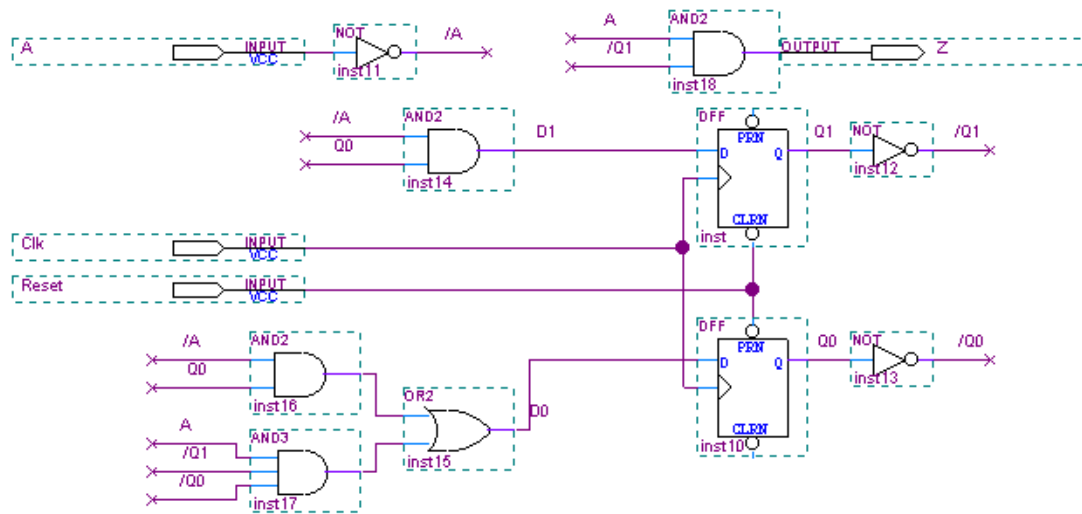 A INPUT VCC NOT inst11 /A
A /Q1 AND2 inst18 OUTPUT Z
/A Q0 AND2 inst14 D1
DFF PRN D Q CLRN inst
Q1 NOT inst12 /Q1
Clk INPUT VCC
Reset INPUT VCC
/A Q0 AND2 inst16
A /Q1 /Q0 AND3 inst17
OR2 inst15 D0
DFF PRN D Q CLRN inst10
Q0 NOT inst13 /Q0